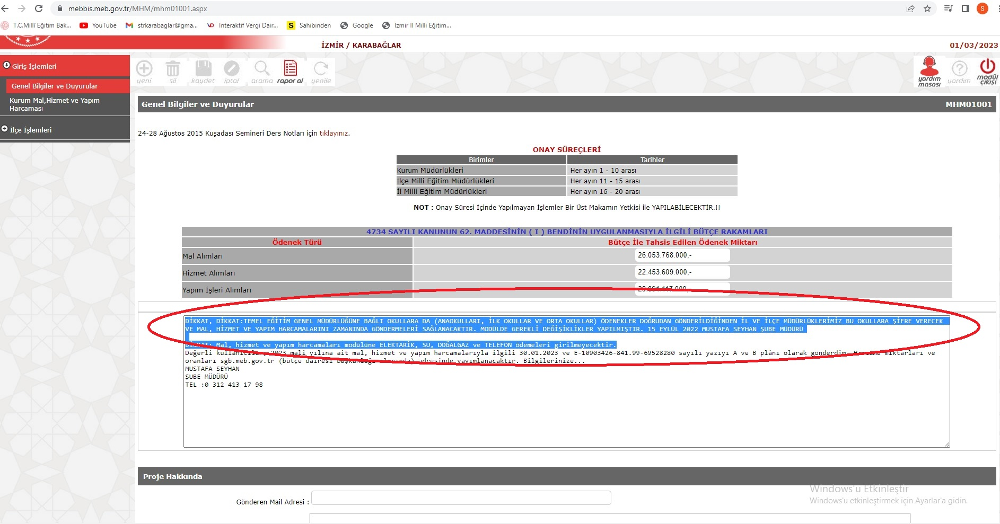 mebbis.meb.gov.tr/MHM/mhm01001.aspx
S
T.C.Millî Eğitim Bak...
YouTube
strkarabaglar@gma...
İnteraktif Vergi Dair...
S Sahibinden
Google
İzmir İl Milli Eğitim...
İZMİR / KARABAĞLAR
01/03/2023
Giriş İşlemleri
Genel Bilgiler ve Duyurular
Kurum Mal,Hizmet ve Yapım
Harcaması
İlçe İşlemleri
yeni
sil
kaydet
iptal
arama
rapor al
yenile
yardım
masası
yardım
modül
çıkışı
Genel Bilgiler ve Duyurular
MHM01001
24-28 Ağustos 2015 Kuşadası Semineri Ders Notları için tıklayınız.
ONAY SÜREÇLERİ
Birimler Tarihler
Kurum Müdürlükleri Her ayın 1 - 10 arası
İlçe Milli Eğitim Müdürlükleri Her ayın 11 - 15 arası
İl Milli Eğitim Müdürlükleri Her ayın 16 - 20 arası
NOT : Onay Süresi İçinde Yapılmayan İşlemler Bir Üst Makamın Yetkisi ile YAPILABİLECEKTİR.!!
4734 SAYILI KANUNUN 62. MADDESİNİN ( I ) BENDİNİN UYGULANMASIYLA İLGİLİ BÜTÇE RAKAMLARI
Ödenek Türü Bütçe İle Tahsis Edilen Ödenek Miktarı
Mal Alımları 26.053.768.000,-
Hizmet Alımları 22.453.609.000,-
Yapım İşleri Alımları
DİKKAT, DİKKAT:TEMEL EĞİTİM GENEL MÜDÜRLÜĞÜNE BAĞLI OKULLARA DA (ANAOKULLARI, İLK OKULLAR VE ORTA OKULLAR) ÖDENEKLER DOĞRUDAN GÖNDERİLDİĞİNDEN İL VE İLÇE MÜDÜRLÜKLERİMİZ BU OKULLARA ŞİFRE VERECEK
VE MAL, HİZMET VE YAPIM HARCAMALARINI ZAMANINDA GÖNDERMELERİ SAĞLANACAKTIR. MODÜLDE GEREKLİ DEĞİŞİKLİKLER YAPILMIŞTIR. 15 EYLÜL 2022 MUSTAFA SEYHAN ŞUBE MÜDÜRÜ
DİKKAT: Mal, hizmet ve yapım harcamaları modülüne ELEKTARİK, SU, DOĞALGAZ ve TELEFON ödemeleri girilmeyecektir.
Değerli Kullanıcılar; 2023 malî yılına ait mal, hizmet ve yapım harcamalarıyla ilgili 30.01.2023 ve E-10903426-841.99-69528280 sayılı yazıyı A ve B plânı olarak gönderdim. Harcama miktarları ve
oranları sgb.meb.gov.tr (bütçe dairesi başkanlığı alanında) adresinde yayımlanacaktır. Bilgilerinize...
MUSTAFA SEYHAN
ŞUBE MÜDÜRÜ
TEL :0 312 413 17 98
Proje Hakkında
Gönderen Mail Adresi :
Windows'u Etkinleştir
Windows'u etkinleştirmek için Ayarlar'a gidin.